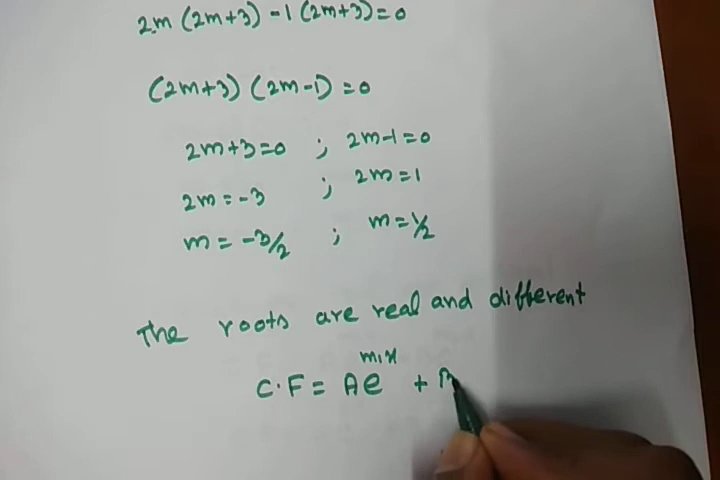 2m (2m+3) -1 (2m+3) = 0
(2m+3) (2m-1) = 0
2m+3=0 ; 2m-1=0
2m = -3 ; 2m = 1
m = -3/2 ; m = 1/2
The roots are real and different
C.F = Ae^m1x +